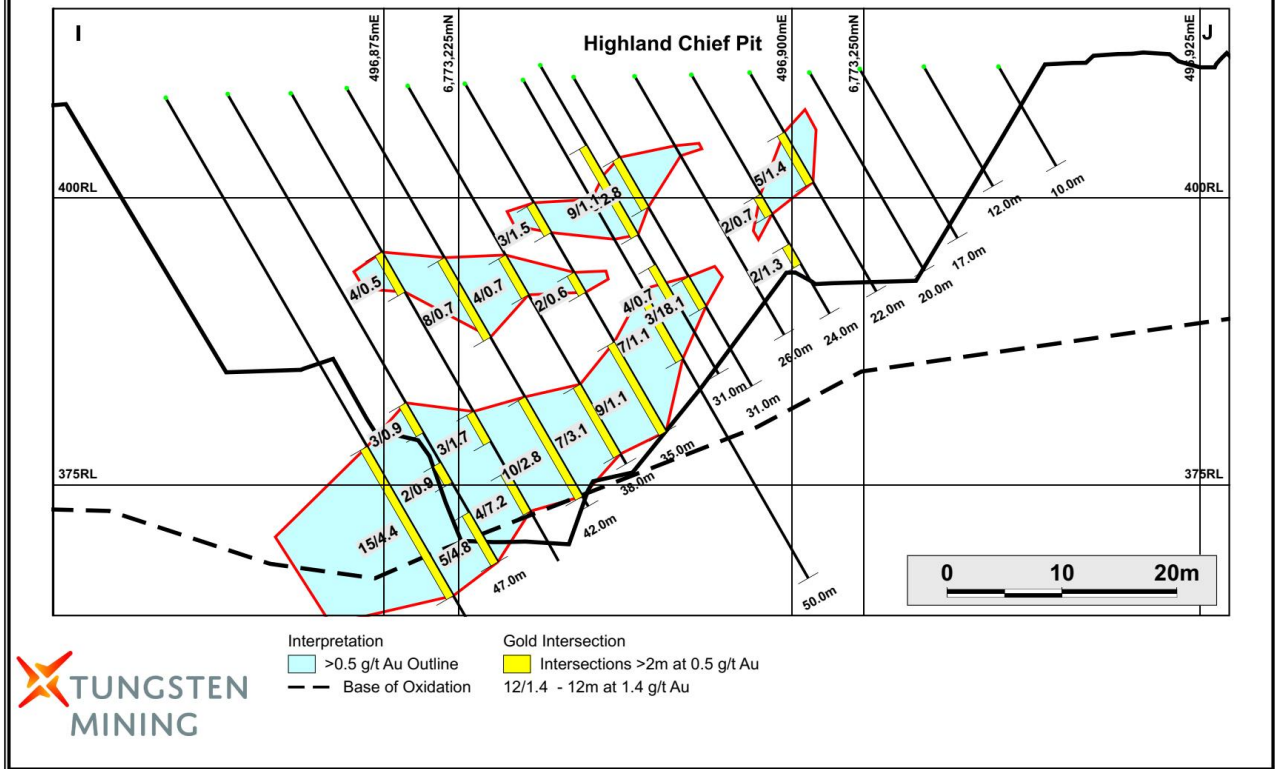 I
J
496,875mE
6,773,225mN
Highland Chief Pit
496,900mE
6,773,250mN
496,925mE
400RL
400RL
10.0m
12.0m
17.0m
20.0m
22.0m
24.0m
26.0m
31.0m
31.0m
35.0m
38.0m
42.0m
47.0m
50.0m
5/1.4
2/0.7
2/1.3
9/1.1
2.8
3/1.5
4/0.5
8/0.7
4/0.7
2/0.6
4/0.7
3/18.1
7/1.1
9/1.1
7/3.1
10/2.8
3/1.7
3/0.9
2/0.9
4/7.2
5/4.8
15/4.4
375RL
375RL
0 10 20m
Interpretation
>0.5 g/t Au Outline
Base of Oxidation
Gold Intersection
Intersections >2m at 0.5 g/t Au
12/1.4 - 12m at 1.4 g/t Au
TUNGSTEN
MINING